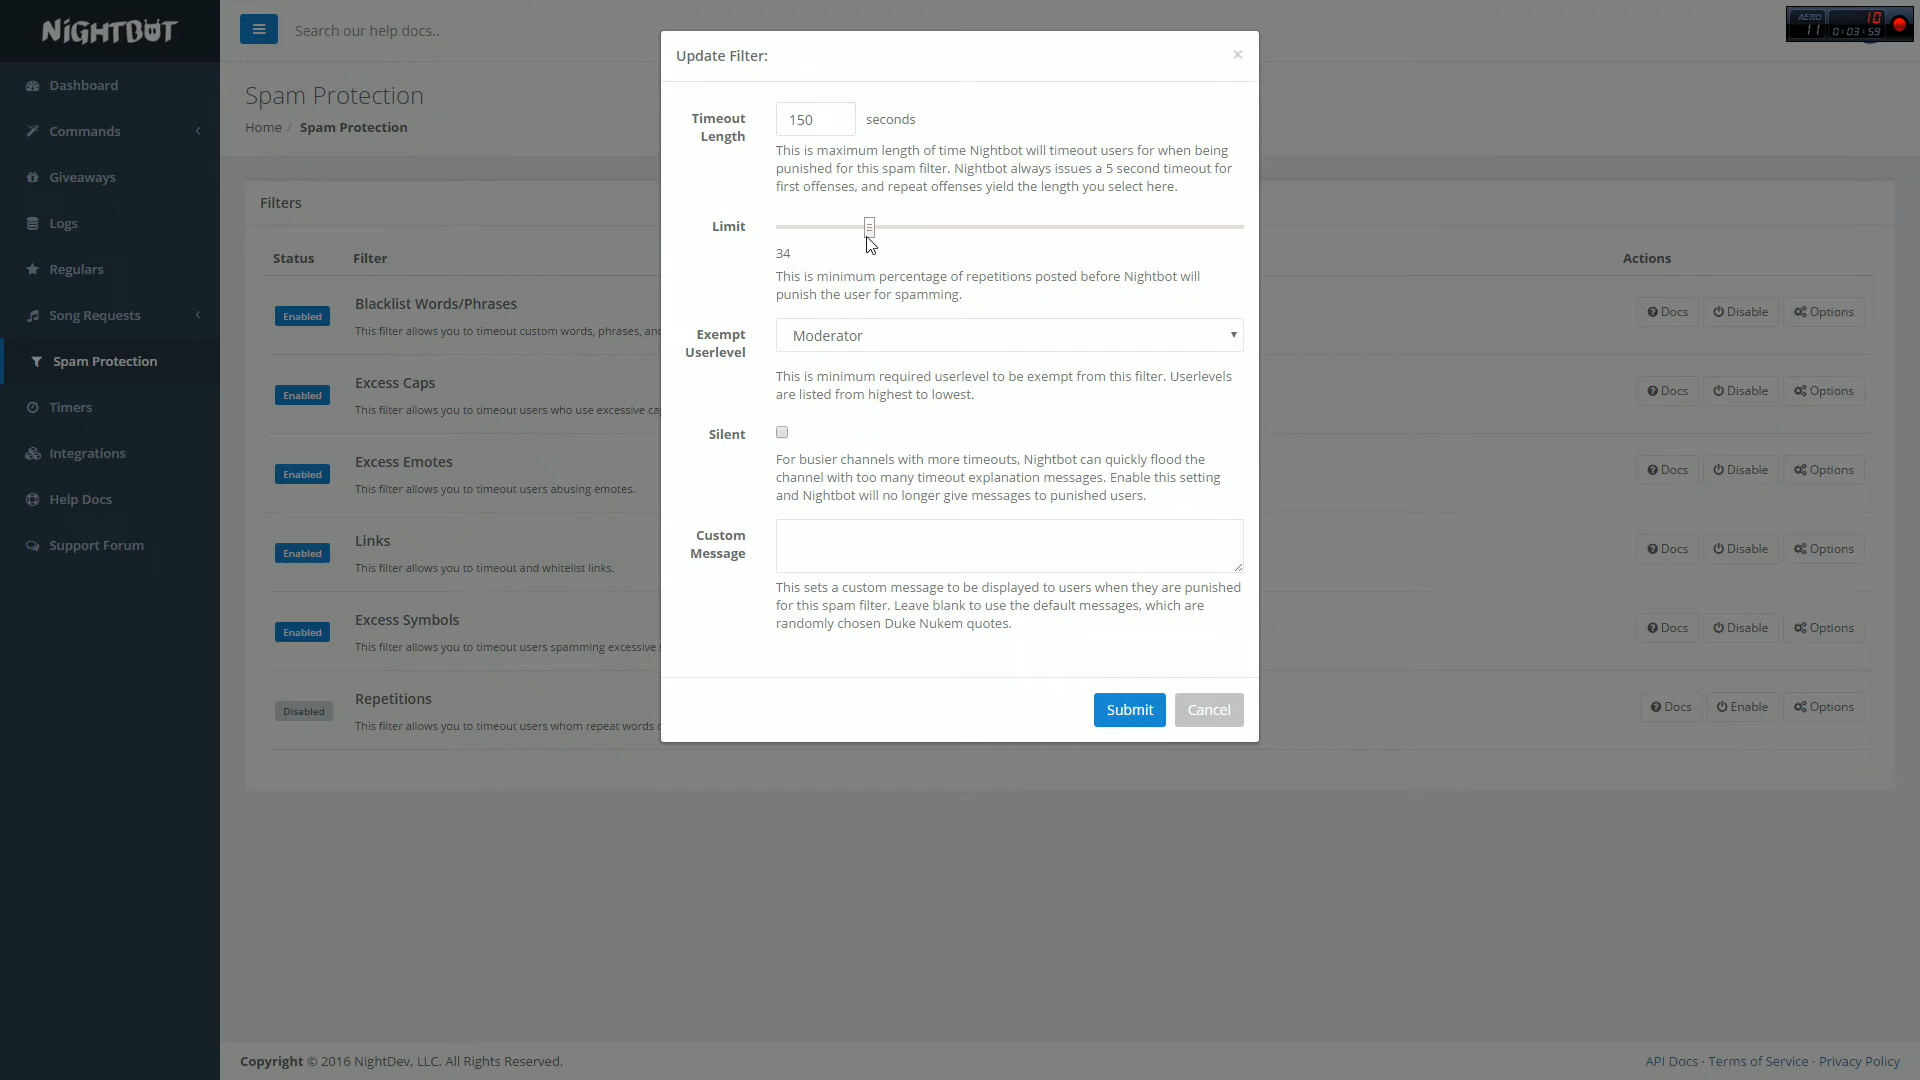 NiGHTBOT
Search our help docs..
AERO
10
11
0:03:59
Dashboard
Commands
Giveaways
Logs
Regulars
Song Requests
Spam Protection
Timers
Integrations
Help Docs
Support Forum
Spam Protection
Home / Spam Protection
Filters
Status Filter Actions
Enabled
Blacklist Words/Phrases
This filter allows you to timeout custom words, phrases, and
Docs Disable Options
Enabled
Excess Caps
This filter allows you to timeout users who use excessive ca
Docs Disable Options
Enabled
Excess Emotes
This filter allows you to timeout users abusing emotes.
Docs Disable Options
Enabled
Links
This filter allows you to timeout and whitelist links.
Docs Disable Options
Enabled
Excess Symbols
This filter allows you to timeout users spamming excessive
Docs Disable Options
Disabled
Repetitions
This filter allows you to timeout users whom repeat words
Docs Enable Options
Update Filter:
×
Timeout
Length
150 seconds
This is maximum length of time Nightbot will timeout users for when being
punished for this spam filter. Nightbot always issues a 5 second timeout for
first offenses, and repeat offenses yield the length you select here.
Limit
34
This is minimum percentage of repetitions posted before Nightbot will
punish the user for spamming.
Exempt
Userlevel
Moderator
This is minimum required userlevel to be exempt from this filter. Userlevels
are listed from highest to lowest.
Silent
For busier channels with more timeouts, Nightbot can quickly flood the
channel with too many timeout explanation messages. Enable this setting
and Nightbot will no longer give messages to punished users.
Custom
Message
This sets a custom message to be displayed to users when they are punished
for this spam filter. Leave blank to use the default messages, which are
randomly chosen Duke Nukem quotes.
Submit Cancel
Copyright © 2016 NightDev, LLC. All Rights Reserved.
API Docs · Terms of Service · Privacy Policy